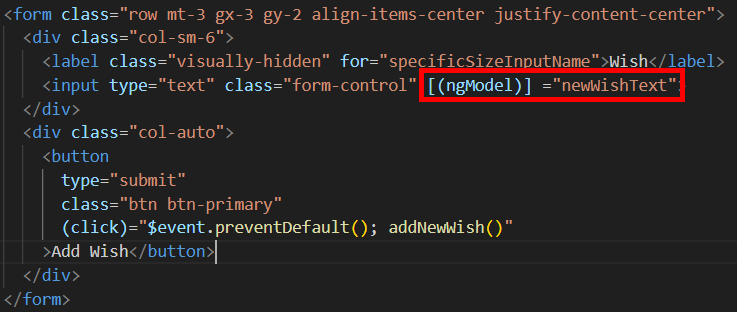 <form class="row mt-3 gx-3 gy-2 align-items-center justify-content-center">
<div class="col-sm-6">
<label class="visually-hidden" for="specificSizeInputName">Wish</label>
<input type="text" class="form-control" [(ngModel)] ="newWishText">
</div>
<div class="col-auto">
<button
type="submit"
class="btn btn-primary"
(click)="$event.preventDefault(); addNewWish()"
>Add Wish</button>
</div>
</form>